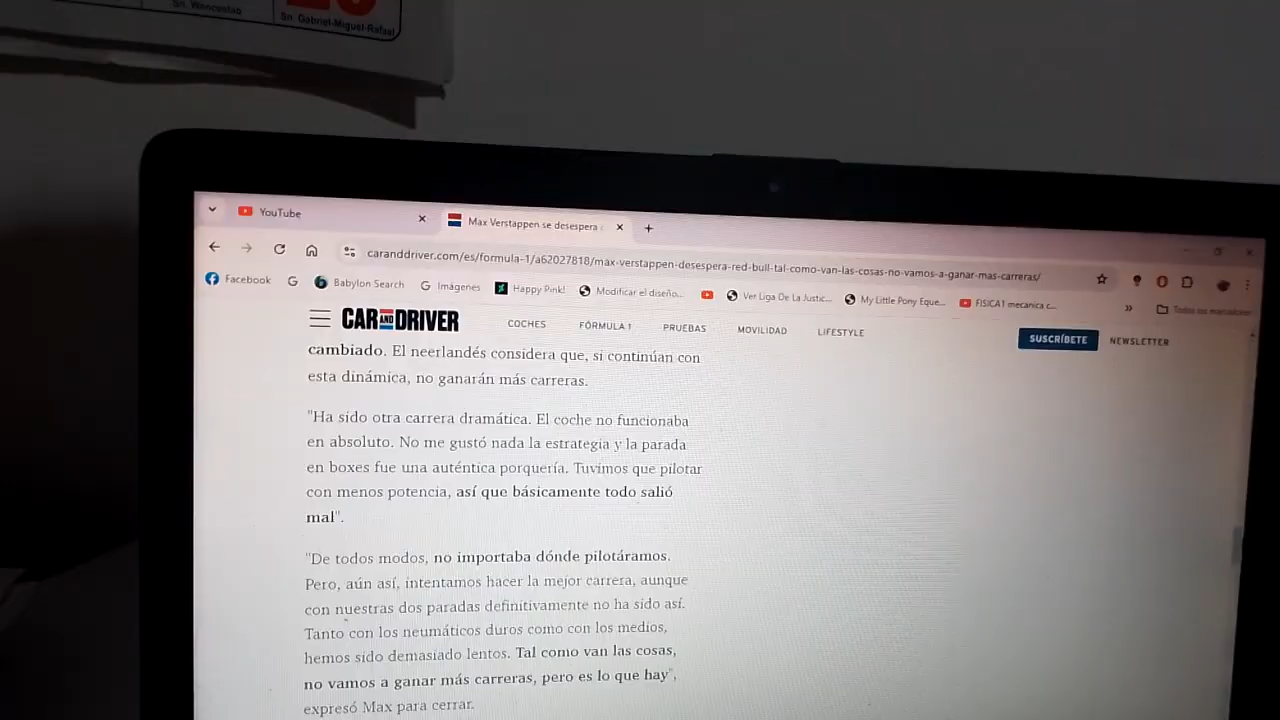 Sn. Wenceslao
Sn. Gabriel-Miguel-Rafael
YouTube
Max Verstappen se desespera
caranddriver.com/es/formula-1/a62027818/max-verstappen-desespera-red-bull-tal-como-van-las-cosas-no-vamos-a-ganar-mas-carreras/
Facebook
Babylon Search
Imágenes
Happy Pink!
Modificar el diseño...
Ver Liga De La Justic...
My Little Pony Eque...
FISICA 1 mecanica c...
Todos los marcadores
CAR AND DRIVER
COCHES
FÓRMULA 1
PRUEBAS
MOVILIDAD
LIFESTYLE
SUSCRÍBETE
NEWSLETTER
cambiado. El neerlandés considera que, si continúan con
esta dinámica, no ganarán más carreras.
"Ha sido otra carrera dramática. El coche no funcionaba
en absoluto. No me gustó nada la estrategia y la parada
en boxes fue una auténtica porquería. Tuvimos que pilotar
con menos potencia, así que básicamente todo salió
mal".
"De todos modos, no importaba dónde pilotáramos.
Pero, aún así, intentamos hacer la mejor carrera, aunque
con nuestras dos paradas definitivamente no ha sido así.
Tanto con los neumáticos duros como con los medios,
hemos sido demasiado lentos. Tal como van las cosas,
no vamos a ganar más carreras, pero es lo que hay",
expresó Max para cerrar.